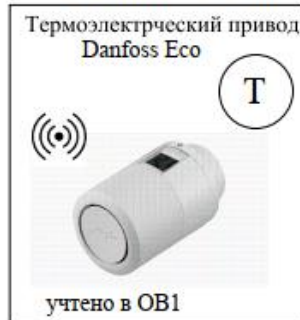 Термоэлектрческий привод
Danfoss Eco
T
учтено в ОВ1